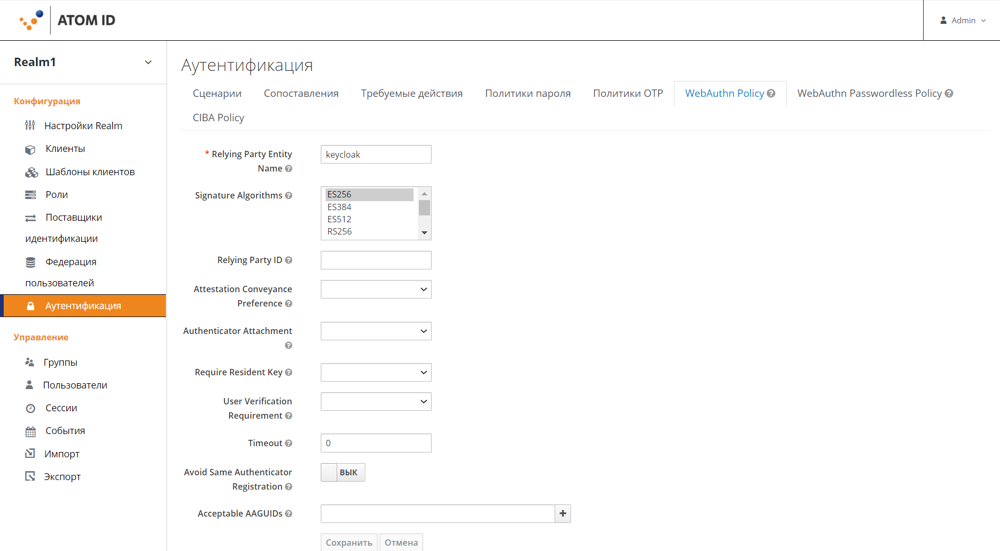 ATOM ID
Admin
Realm1
Конфигурация
Настройки Realm
Клиенты
Шаблоны клиентов
Роли
Поставщики
идентификации
Федерация
пользователей
Аутентификация
Управление
Группы
Пользователи
Сессии
События
Импорт
Экспорт
Аутентификация
Сценарии Сопоставления Требуемые действия Политики пароля Политики OTP WebAuthn Policy WebAuthn Passwordless Policy
CIBA Policy
* Relying Party Entity
Name
keycloak
Signature Algorithms
ES256
ES384
ES512
RS256
Relying Party ID
Attestation Conveyance
Preference
Authenticator Attachment
Require Resident Key
User Verification
Requirement
Timeout
0
Avoid Same Authenticator
Registration
ВЫК
Acceptable AAGUIDs
Сохранить Отмена